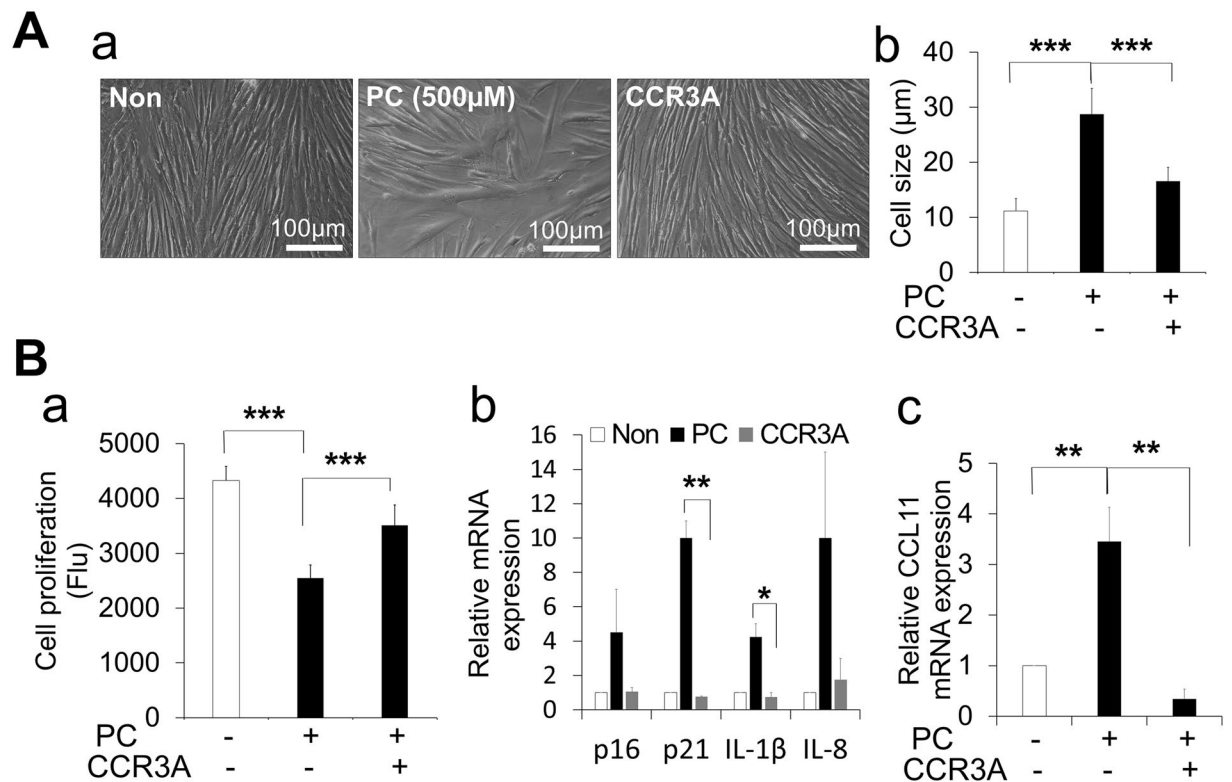 A
a
Non
PC (500µM)
CCR3A
100µm
100µm
100µm
b
Cell size (µm)
40
30
20
10
0
*** ***
PC - + +
CCR3A - - +
B
a
Cell proliferation
(Flu)
5000
4000
3000
2000
1000
0
***
***
PC - + +
CCR3A - - +
b
Relative mRNA
expression
16
14
12
10
8
6
4
2
0
Non PC CCR3A
**
*
p16 p21 IL-1β IL-8
c
Relative CCL11
mRNA expression
5
4
3
2
1
0
** **
PC - + +
CCR3A - - +